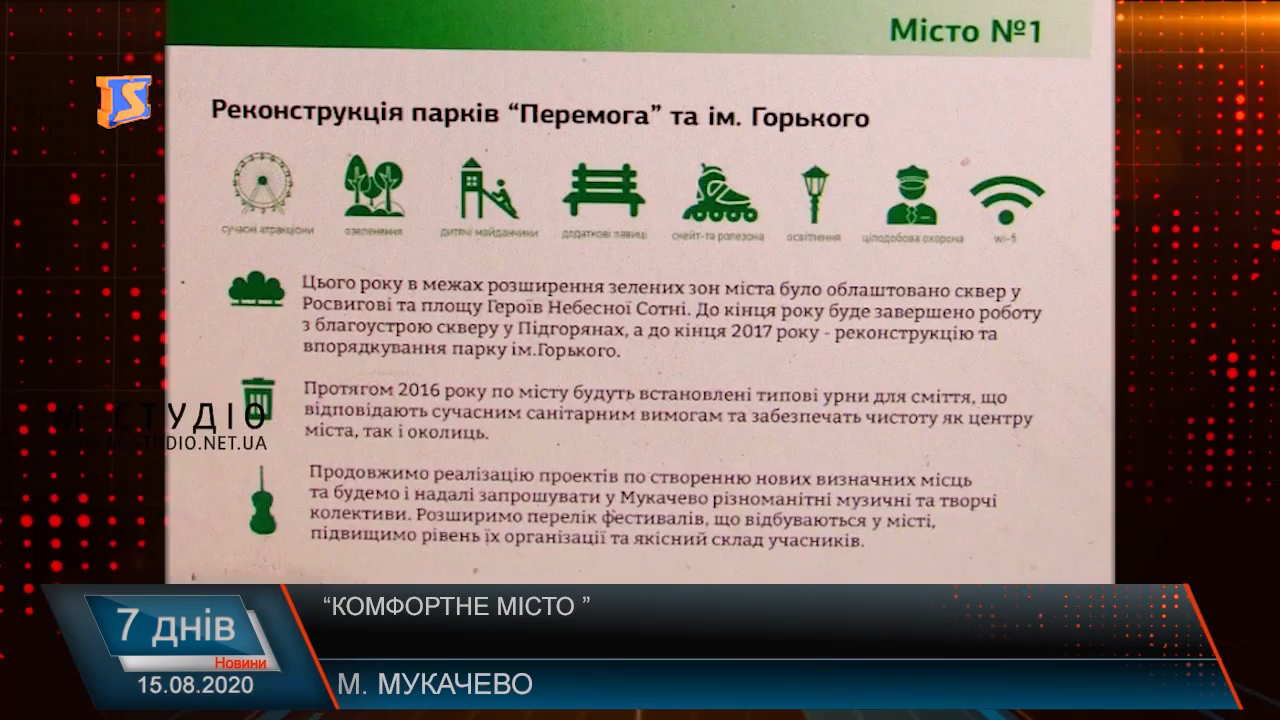 Місто №1
Реконструкція парків “Перемога” та ім. Горького
сучасні атракціони
озеленення
дитячі майданчики
додаткові лавиці
скейт-та ролезона
освітлення
цілодобова охорона
wi-fi
Цього року в межах розширення зелених зон міста було облаштовано сквер у
Росвигові та площу Героїв Небесної Сотні. До кінця року буде завершено роботу
з благоустрою скверу у Підгорянах, а до кінця 2017 року - реконструкцію та
впорядкування парку ім.Горького.
Протягом 2016 року по місту будуть встановлені типові урни для сміття, що
відповідають сучасним санітарним вимогам та забезпечать чистоту як центру
міста, так і околиць.
М-СТУДІО
WWW.M-STUDIO.NET.UA
Продовжимо реалізацію проектів по створенню нових визначних місць
та будемо і надалі запрошувати у Мукачево різноманітні музичні та творчі
колективи. Розширимо перелік фестивалів, що відбуваються у місті,
підвищимо рівень їх організації та якісний склад учасників.
7 днів
Новини
15.08.2020
“КОМФОРТНЕ МІСТО ”
М. МУКАЧЕВО